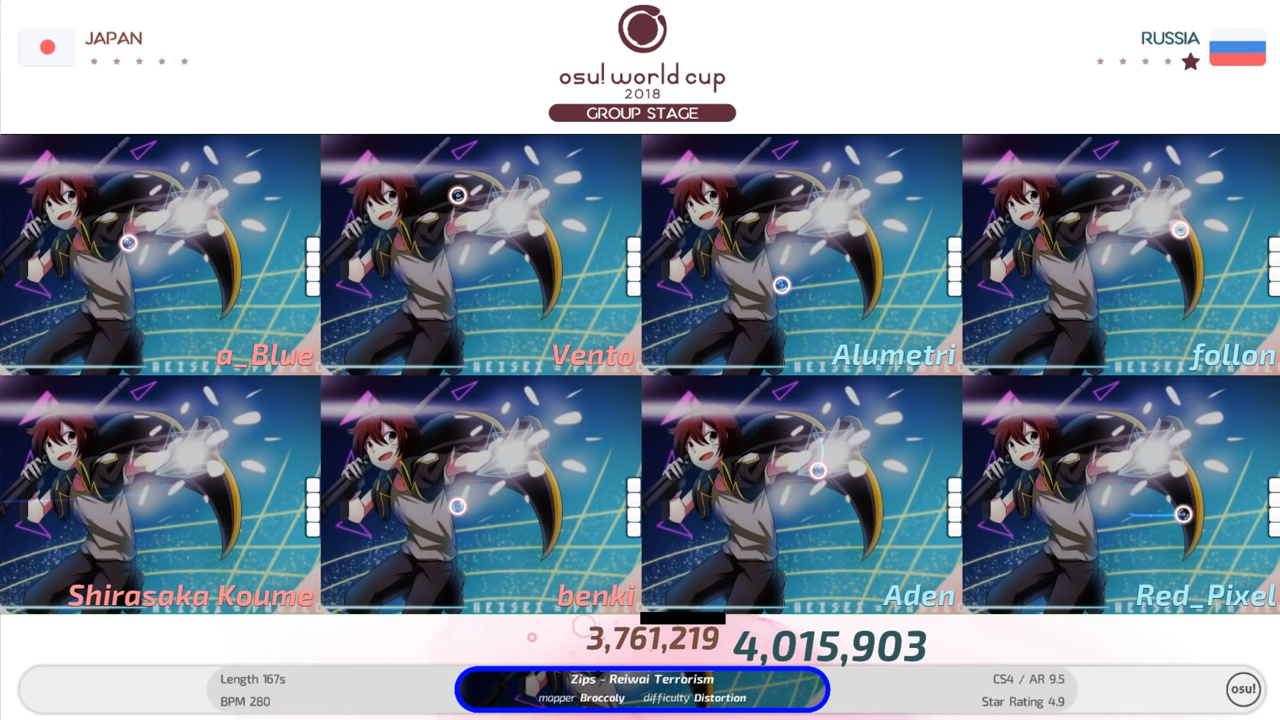 JAPAN
RUSSIA
osu! world cup
2018
GROUP STAGE
a_Blue
Vento
Alumetri
follon
Shirasaka Koume
benki
Aden
Red_Pixel
3,761,219
4,015,903
Length 167s
BPM 280
Zips - Reiwai Terrorism
mapper Broccoly difficulty Distortion
CS4 / AR 9.5
Star Rating 4.9
osu!